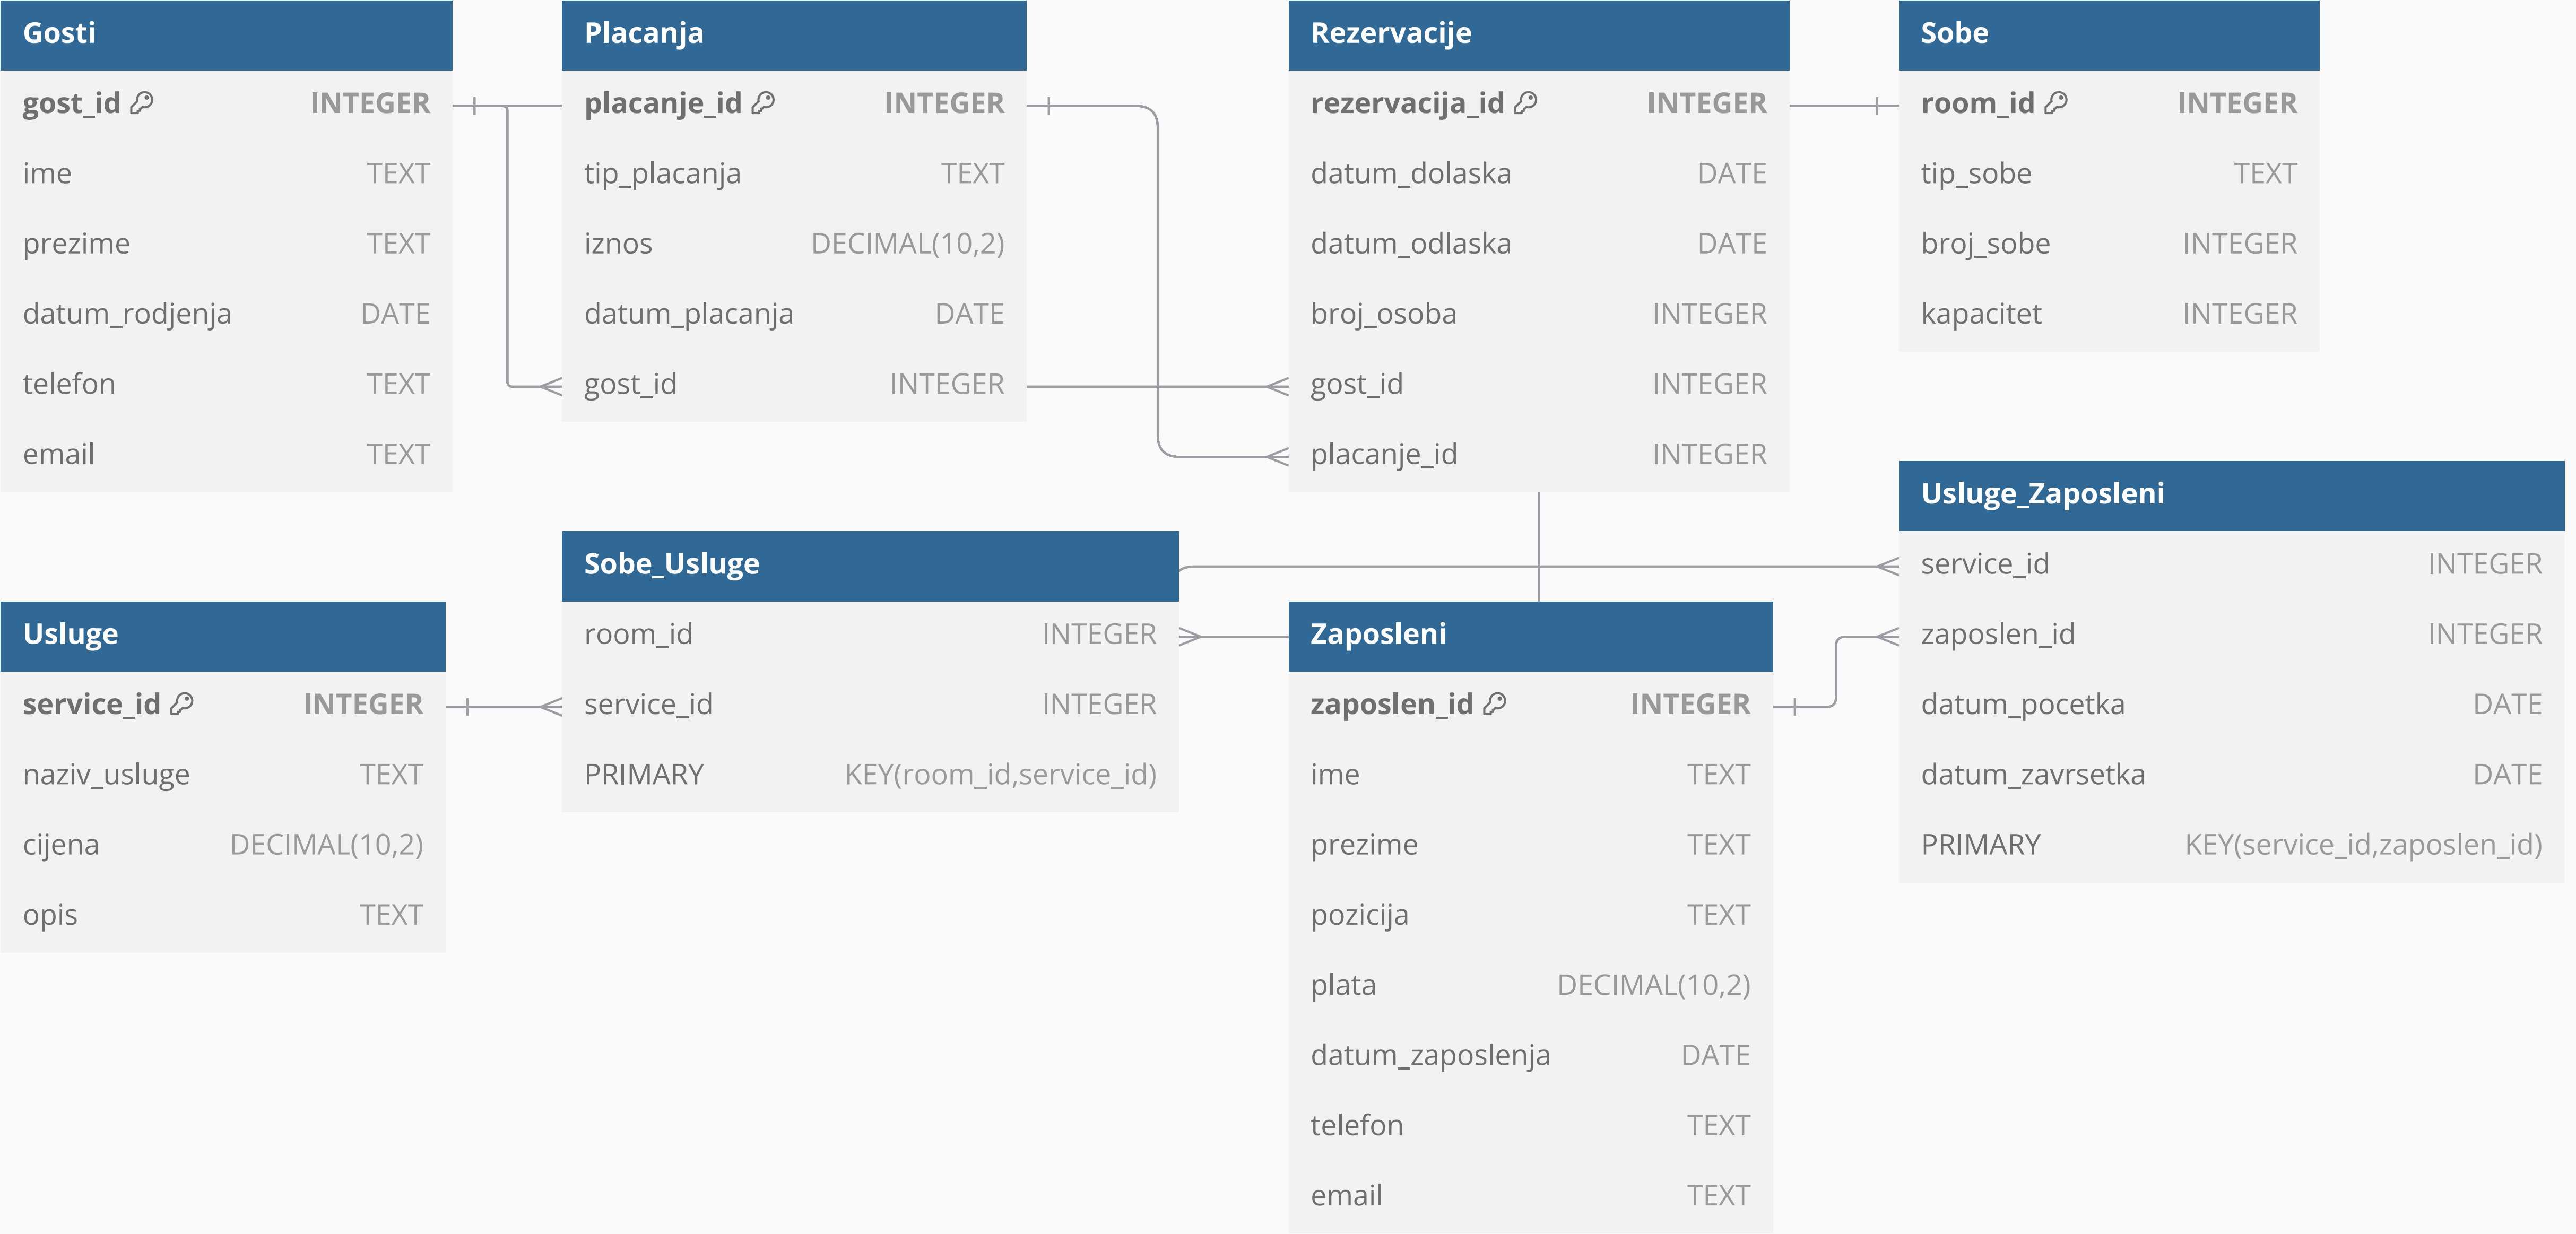 Gosti
gost_id INTEGER
ime TEXT
prezime TEXT
datum_rodjenja DATE
telefon TEXT
email TEXT
Placanja
placanje_id INTEGER
tip_placanja TEXT
iznos DECIMAL(10,2)
datum_placanja DATE
gost_id INTEGER
Rezervacije
rezervacija_id INTEGER
datum_dolaska DATE
datum_odlaska DATE
broj_osoba INTEGER
gost_id INTEGER
placanje_id INTEGER
Sobe
room_id INTEGER
tip_sobe TEXT
broj_sobe INTEGER
kapacitet INTEGER
Usluge
service_id INTEGER
naziv_usluge TEXT
cijena DECIMAL(10,2)
opis TEXT
Sobe_Usluge
room_id INTEGER
service_id INTEGER
PRIMARY KEY(room_id,service_id)
Zaposleni
zaposlen_id INTEGER
ime TEXT
prezime TEXT
pozicija TEXT
plata DECIMAL(10,2)
datum_zaposlenja DATE
telefon TEXT
email TEXT
Usluge_Zaposleni
service_id INTEGER
zaposlen_id INTEGER
datum_pocetka DATE
datum_zavrsetka DATE
PRIMARY KEY(service_id,zaposlen_id)